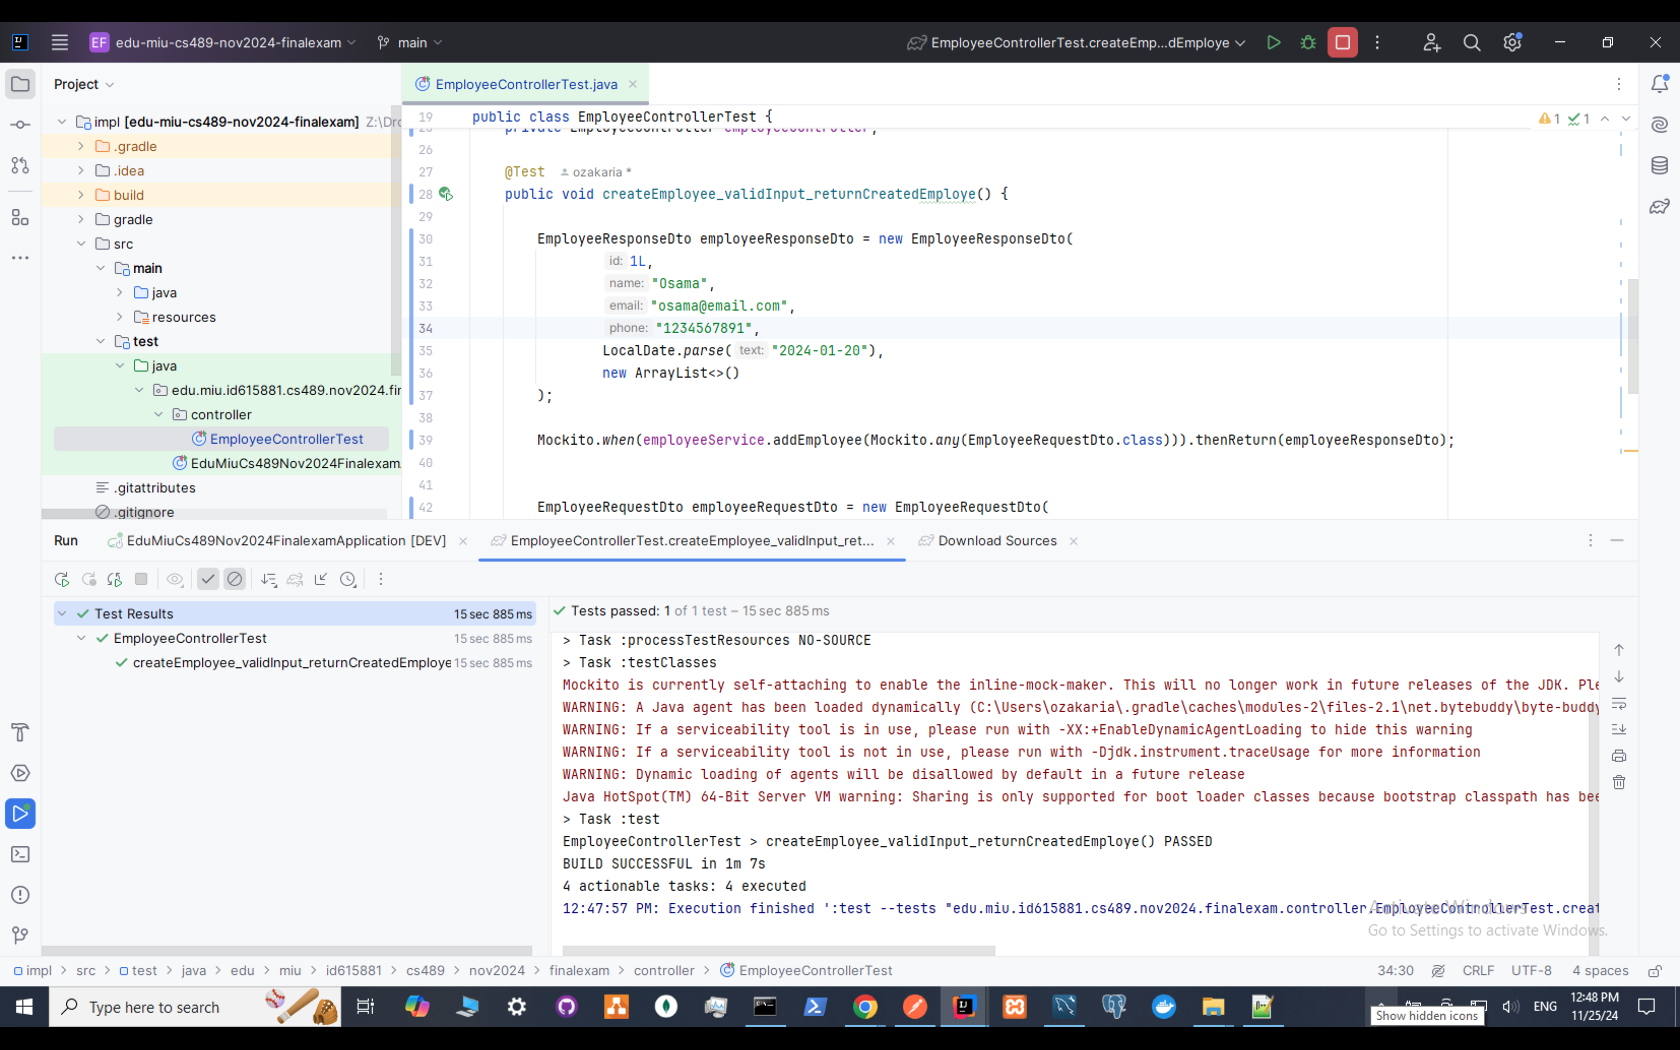 EF edu-miu-cs489-nov2024-finalexam main EmployeeControllerTest.createEmp...dEmploye
Project
EmployeeControllerTest.java
impl [edu-miu-cs489-nov2024-finalexam] Z:\Dro
.gradle
.idea
build
gradle
src
main
java
resources
test
java
edu.miu.id615881.cs489.nov2024.fir
controller
EmployeeControllerTest
EduMiuCs489Nov2024Finalexam
.gitattributes
.gitignore
1 1
19 public class EmployeeControllerTest {
private EmployeeController employeeController;
26
27 @Test ozakaria *
28 public void createEmployee_validInput_returnCreatedEmploye() {
29
30 EmployeeResponseDto employeeResponseDto = new EmployeeResponseDto(
31 id: 1L,
32 name: "Osama",
33 email: "osama@email.com",
34 phone: "1234567891",
35 LocalDate.parse( text: "2024-01-20"),
36 new ArrayList<>()
37 );
38
39 Mockito.when(employeeService.addEmployee(Mockito.any(EmployeeRequestDto.class))).thenReturn(employeeResponseDto);
40
41
42 EmployeeRequestDto employeeRequestDto = new EmployeeRequestDto(
Run EduMiuCs489Nov2024FinalexamApplication [DEV] EmployeeControllerTest.createEmployee_validInput_ret... Download Sources
Test Results 15 sec 885 ms
EmployeeControllerTest 15 sec 885 ms
createEmployee_validInput_returnCreatedEmploye 15 sec 885 ms
Tests passed: 1 of 1 test – 15 sec 885 ms
> Task :processTestResources NO-SOURCE
> Task :testClasses
Mockito is currently self-attaching to enable the inline-mock-maker. This will no longer work in future releases of the JDK. Ple
WARNING: A Java agent has been loaded dynamically (C:\Users\ozakaria\.gradle\caches\modules-2\files-2.1\net.bytebuddy\byte-buddy
WARNING: If a serviceability tool is in use, please run with -XX:+EnableDynamicAgentLoading to hide this warning
WARNING: If a serviceability tool is not in use, please run with -Djdk.instrument.traceUsage for more information
WARNING: Dynamic loading of agents will be disallowed by default in a future release
Java HotSpot(TM) 64-Bit Server VM warning: Sharing is only supported for boot loader classes because bootstrap classpath has bee
> Task :test
EmployeeControllerTest > createEmployee_validInput_returnCreatedEmploye() PASSED
BUILD SUCCESSFUL in 1m 7s
4 actionable tasks: 4 executed
12:47:57 PM: Execution finished ':test --tests "edu.miu.id615881.cs489.nov2024.finalexam.controller.EmployeeControllerTest.creat
Activate Windows
Go to Settings to activate Windows.
impl > src > test > java > edu > miu > id615881 > cs489 > nov2024 > finalexam > controller > EmployeeControllerTest
34:30 CRLF UTF-8 4 spaces
Type here to search
ENG
12:48 PM
11/25/24
Show hidden icons